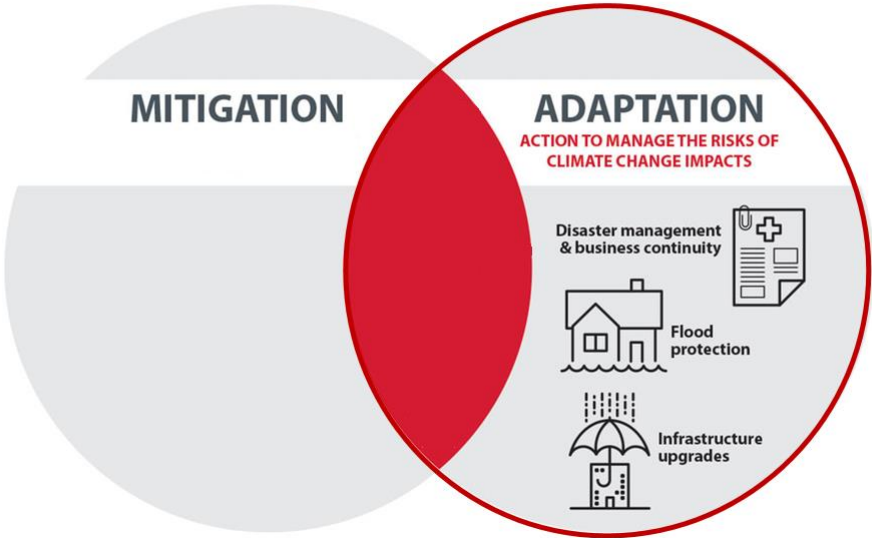 MITIGATION
ADAPTATION
ACTION TO MANAGE THE RISKS OF
CLIMATE CHANGE IMPACTS
Disaster management
& business continuity
Flood
protection
Infrastructure
upgrades